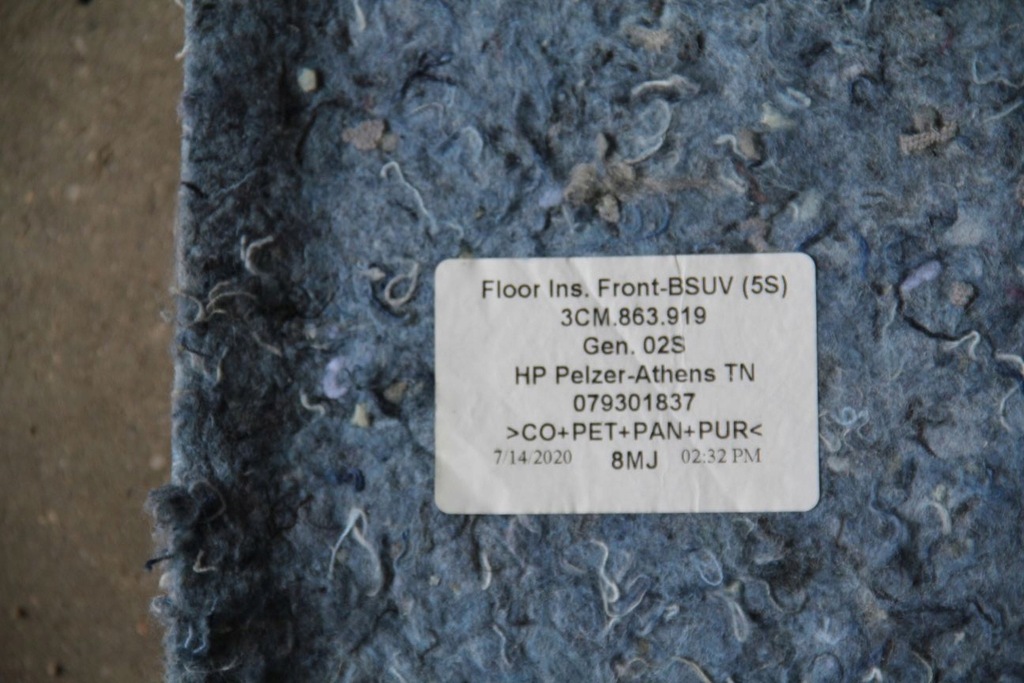 Floor Ins. Front-BSUV (5S)
3CM.863.919
Gen. 02S
HP Pelzer-Athens TN
079301837
>CO+PET+PAN+PUR<
7/14/2020 8MJ 02:32 PM